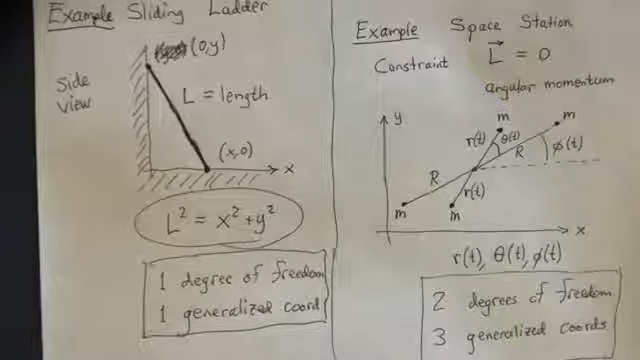 Example Sliding Ladder
(0,y)
Side
view
L = length
(x,0)
x
L² = x² + y²
1 degree of freedom
1 generalized coord
Example Space Station
Constraint L⃗ = 0
angular momentum
y
m
m
r(t)
θ(t)
R
ϕ(t)
R
r(t)
m
m
x
r(t), θ(t), ϕ(t)
2 degrees of freedom
3 generalized coords